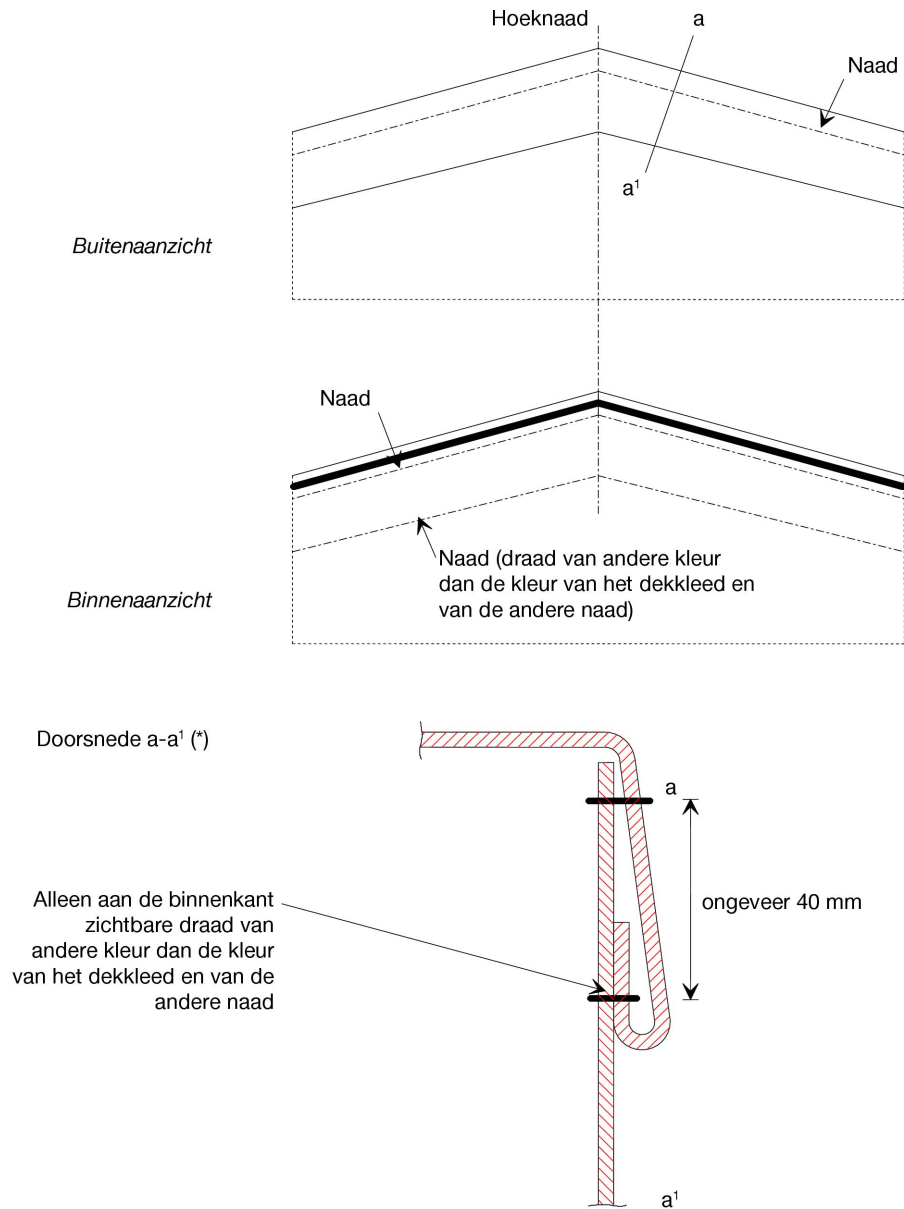 Hoeknaad
a
Naad
a¹
Buitenaanzicht
Naad
Naad (draad van andere kleur
dan de kleur van het dekkleed en
van de andere naad)
Binnenaanzicht
Doorsnede a-a¹ (*)
a
ongeveer 40 mm
Alleen aan de binnenkant
zichtbare draad van
andere kleur dan de kleur
van het dekkleed en van de
andere naad
a¹